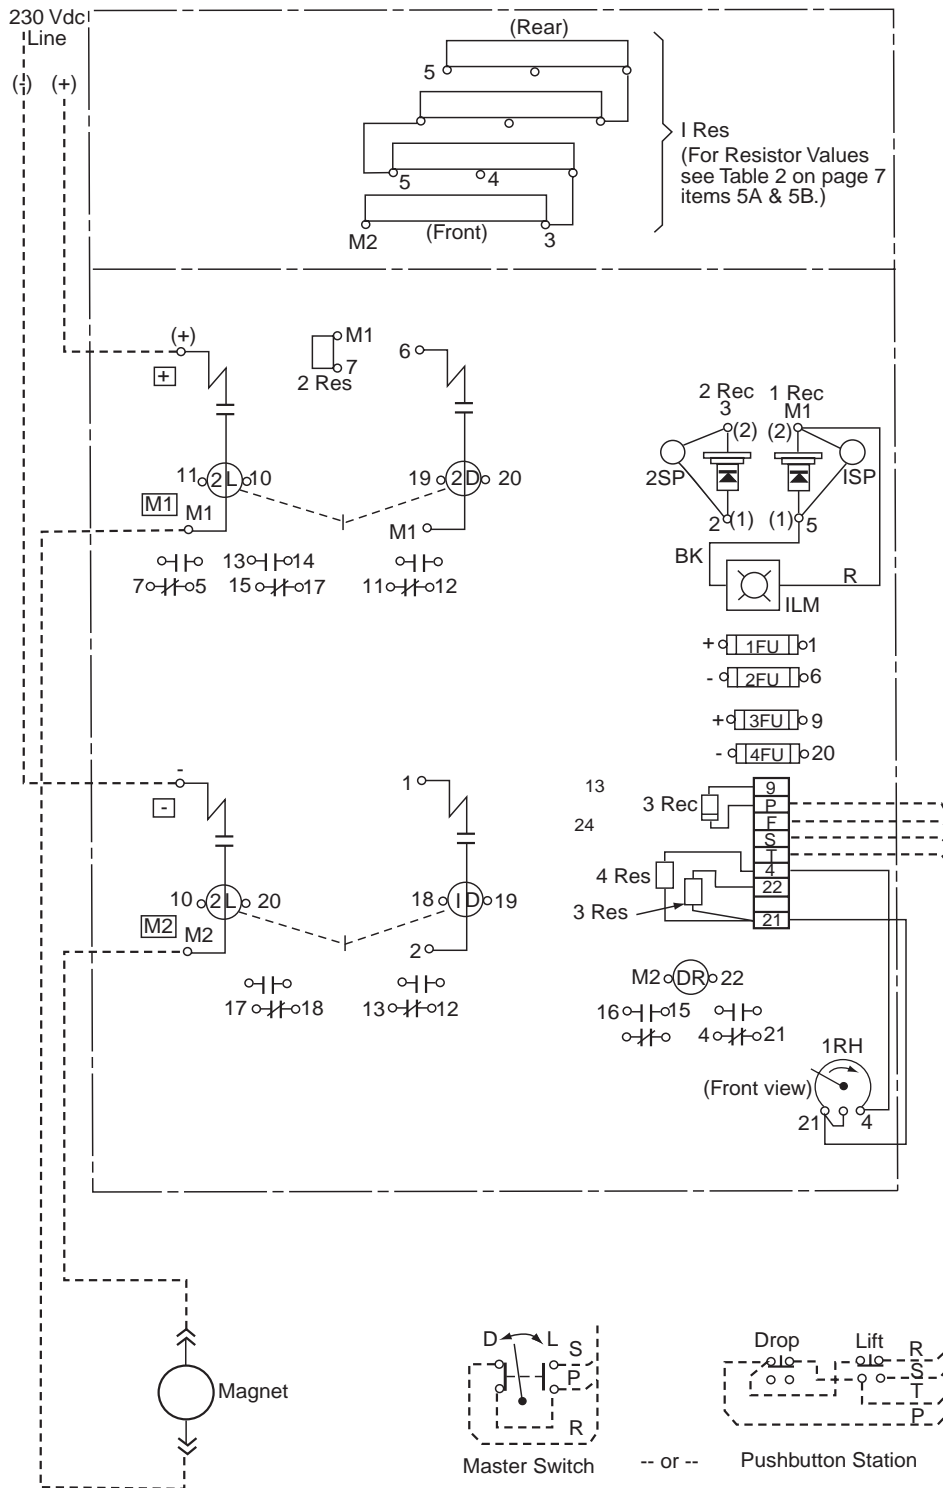 230 Vdc
Line
(-) (+)
(Rear)
5
I Res
(For Resistor Values
see Table 2 on page 7
items 5A & 5B.)
5 4
(Front)
M2 3
(+)
+
M1
7
2 Res
6
2 Rec
3
1 Rec
M1
(2) (2)
2SP ISP
2 (1) (1) 5
11 2L 10
19 2D 20
M1 M1
M1
13 14
7 5 15 17
11 12
BK
R
ILM
+ 1FU 1
- 2FU 6
+ 3FU 9
- 4FU 20
-
-
1
13
24
3 Rec
9
P
F
S
T
4
22
21
4 Res
3 Res
10 2L 20
18 I D 19
M2 M2
2
17 18
13 12
M2 DR 22
16 15
4 21
1RH
(Front view)
21 4
Magnet
D L S
P
R
Master Switch
-- or --
Drop Lift
R
S
T
P
Pushbutton Station